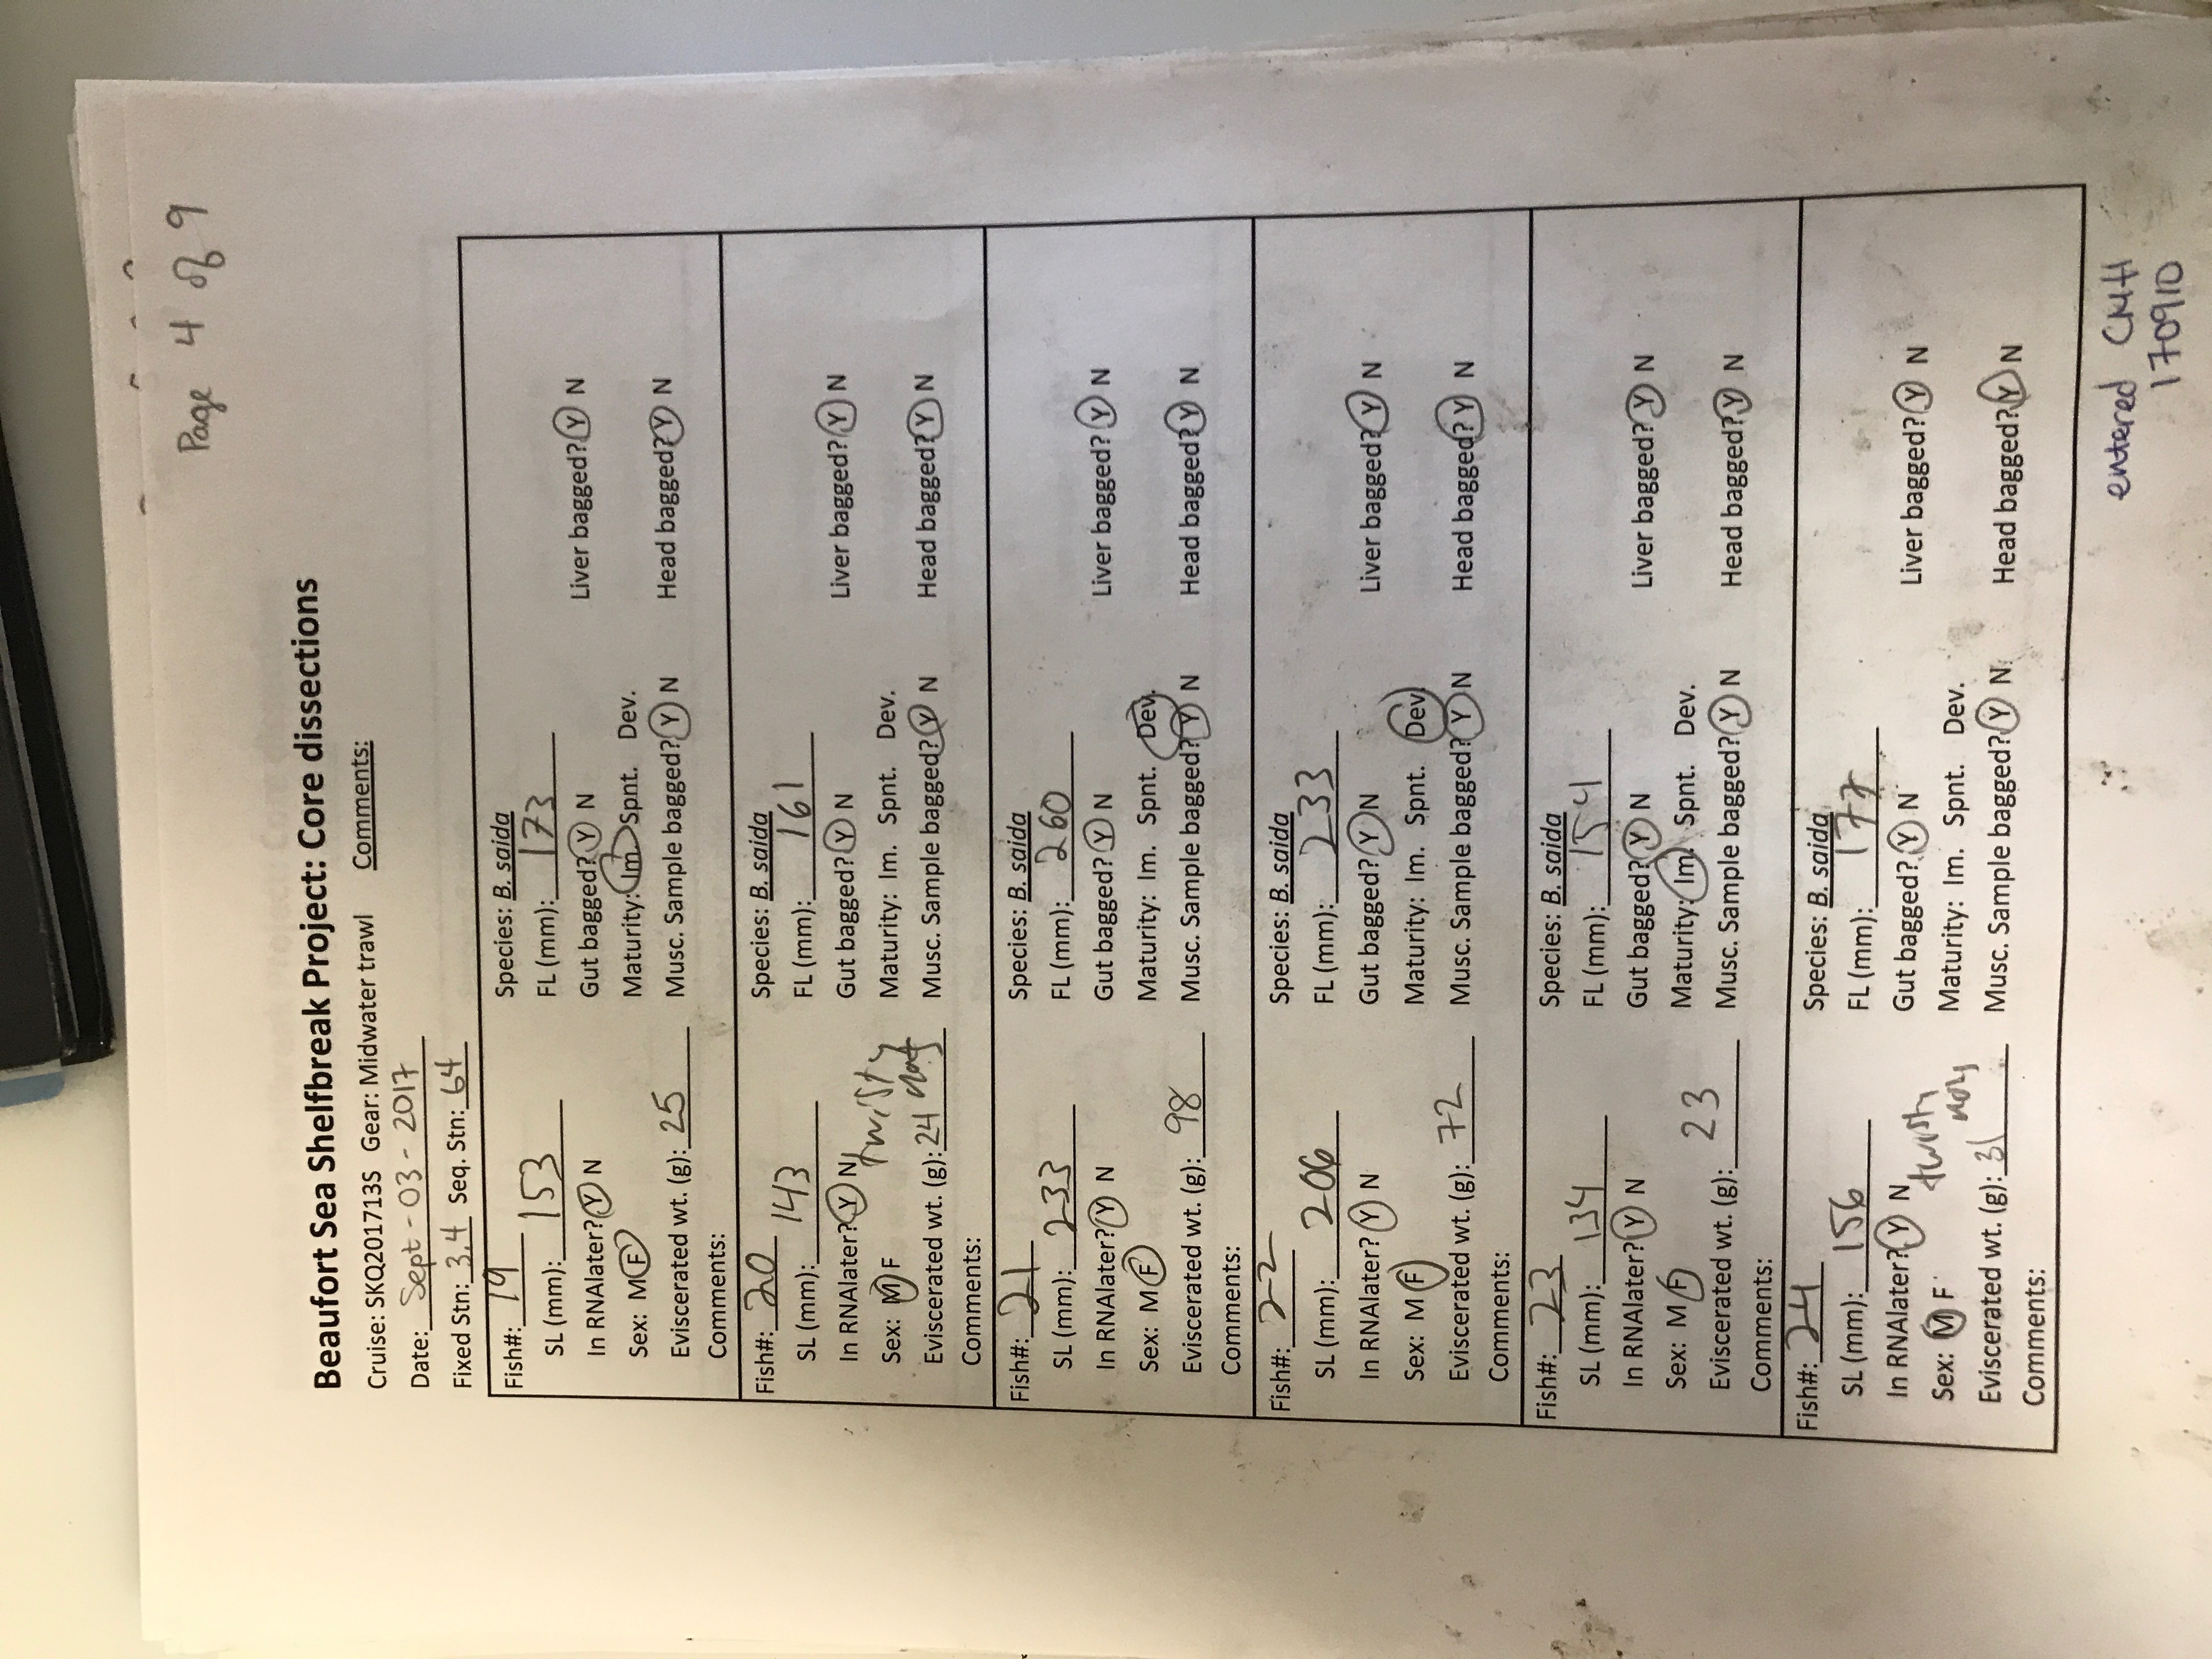 Page 4 of 9
Beaufort Sea Shelfbreak Project: Core dissections
Cruise: SKQ201713S Gear: Midwater trawl Comments:
Date: Sept-03-2017
Fixed Stn: 3.4 Seq. Stn: 64
Fish#: 19 Species: B. saida
SL (mm): 153 FL (mm): 173
In RNAlater? Y N Gut bagged? Y N Liver bagged? Y N
Sex: M F Maturity: Im. Spnt. Dev.
Eviscerated wt. (g): 25 Musc. Sample bagged? Y N Head bagged? Y N
Comments:
Fish#: 20 Species: B. saida
SL (mm): 143 FL (mm): 161
In RNAlater? Y N Gut bagged? Y N Liver bagged? Y N
Sex: M F twisty Maturity: Im. Spnt. Dev.
Eviscerated wt. (g): 24 Musc. Sample bagged? Y N Head bagged? Y N
Comments:
Fish#: 21 Species: B. saida
SL (mm): 233 FL (mm): 260
In RNAlater? Y N Gut bagged? Y N Liver bagged? Y N
Sex: M F Maturity: Im. Spnt. Dev.
Eviscerated wt. (g): 98 Musc. Sample bagged? Y N Head bagged? Y N
Comments:
Fish#: 22 Species: B. saida
SL (mm): 206 FL (mm): 233
In RNAlater? Y N Gut bagged? Y N Liver bagged? Y N
Sex: M F Maturity: Im. Spnt. Dev.
Eviscerated wt. (g): 72 Musc. Sample bagged? Y N Head bagged? Y N
Comments:
Fish#: 23 Species: B. saida
SL (mm): 134 FL (mm): 154
In RNAlater? Y N Gut bagged? Y N Liver bagged? Y N
Sex: M F Maturity: Im. Spnt. Dev.
Eviscerated wt. (g): 23 Musc. Sample bagged? Y N Head bagged? Y N
Comments:
Fish#: 24 Species: B. saida
SL (mm): 156 FL (mm): 177
In RNAlater? Y N Gut bagged? Y N Liver bagged? Y N
Sex: M F Maturity: Im. Spnt. Dev.
Eviscerated wt. (g): 31 Musc. Sample bagged? Y N Head bagged? Y N
Comments:
entered CMH
170910